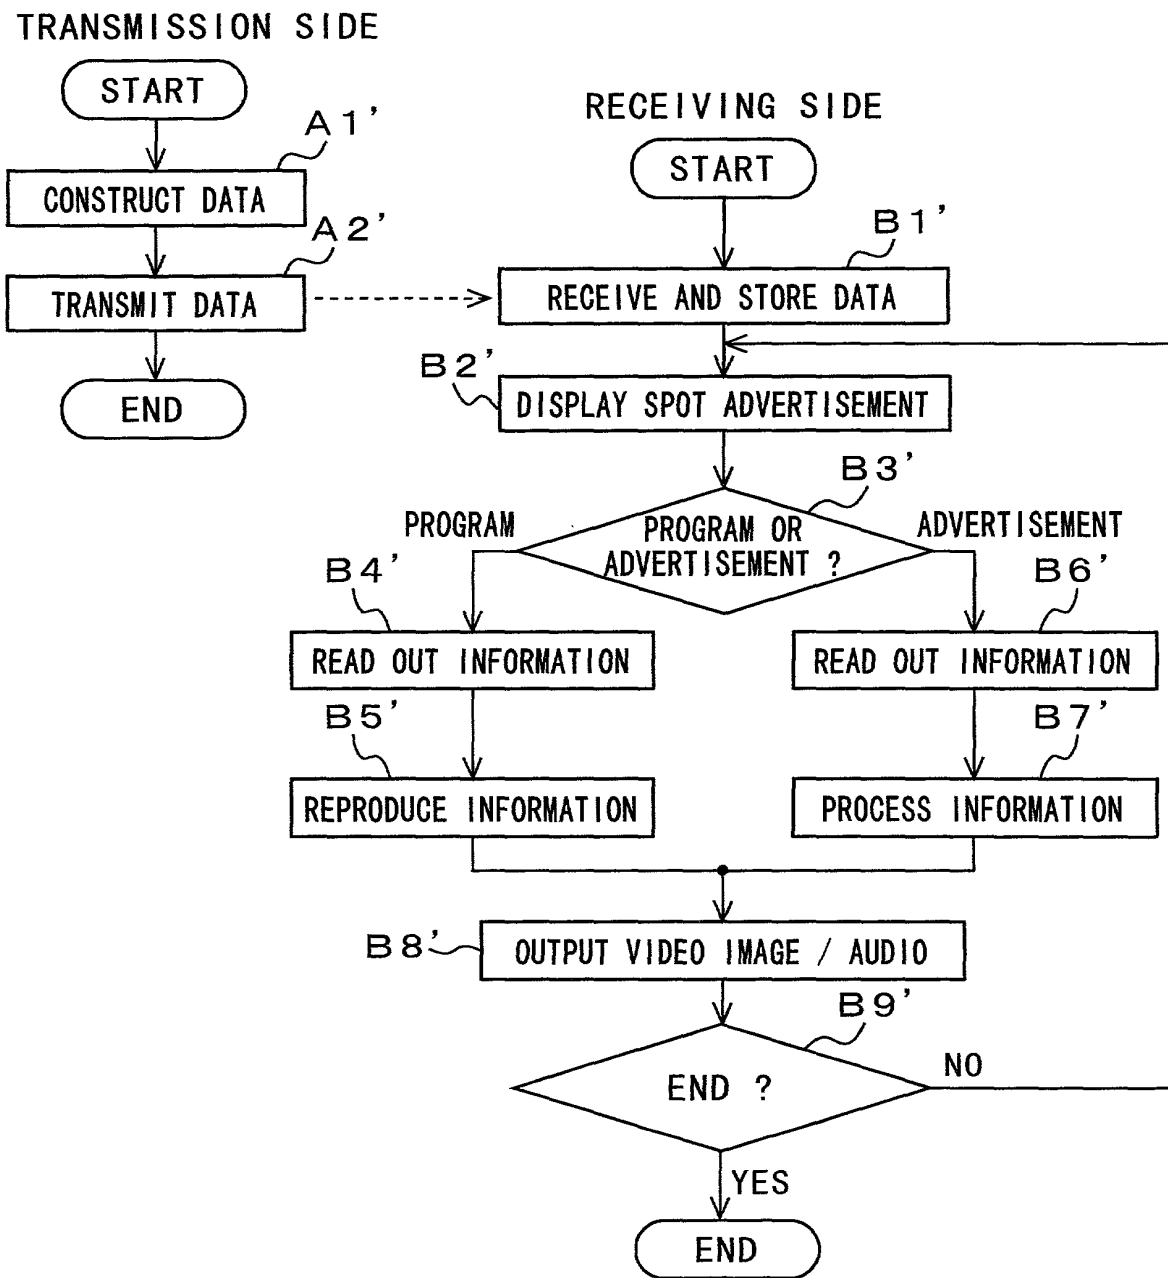 TRANSMISSION SIDE
START
A1'
CONSTRUCT DATA
A2'
TRANSMIT DATA
END
RECEIVING SIDE
START
B1'
RECEIVE AND STORE DATA
B2'
DISPLAY SPOT ADVERTISEMENT
B3'
PROGRAM
PROGRAM OR
ADVERTISEMENT ?
ADVERTISEMENT
B4'
READ OUT INFORMATION
B5'
REPRODUCE INFORMATION
B6'
READ OUT INFORMATION
B7'
PROCESS INFORMATION
B8'
OUTPUT VIDEO IMAGE / AUDIO
B9'
END ?
NO
YES
END